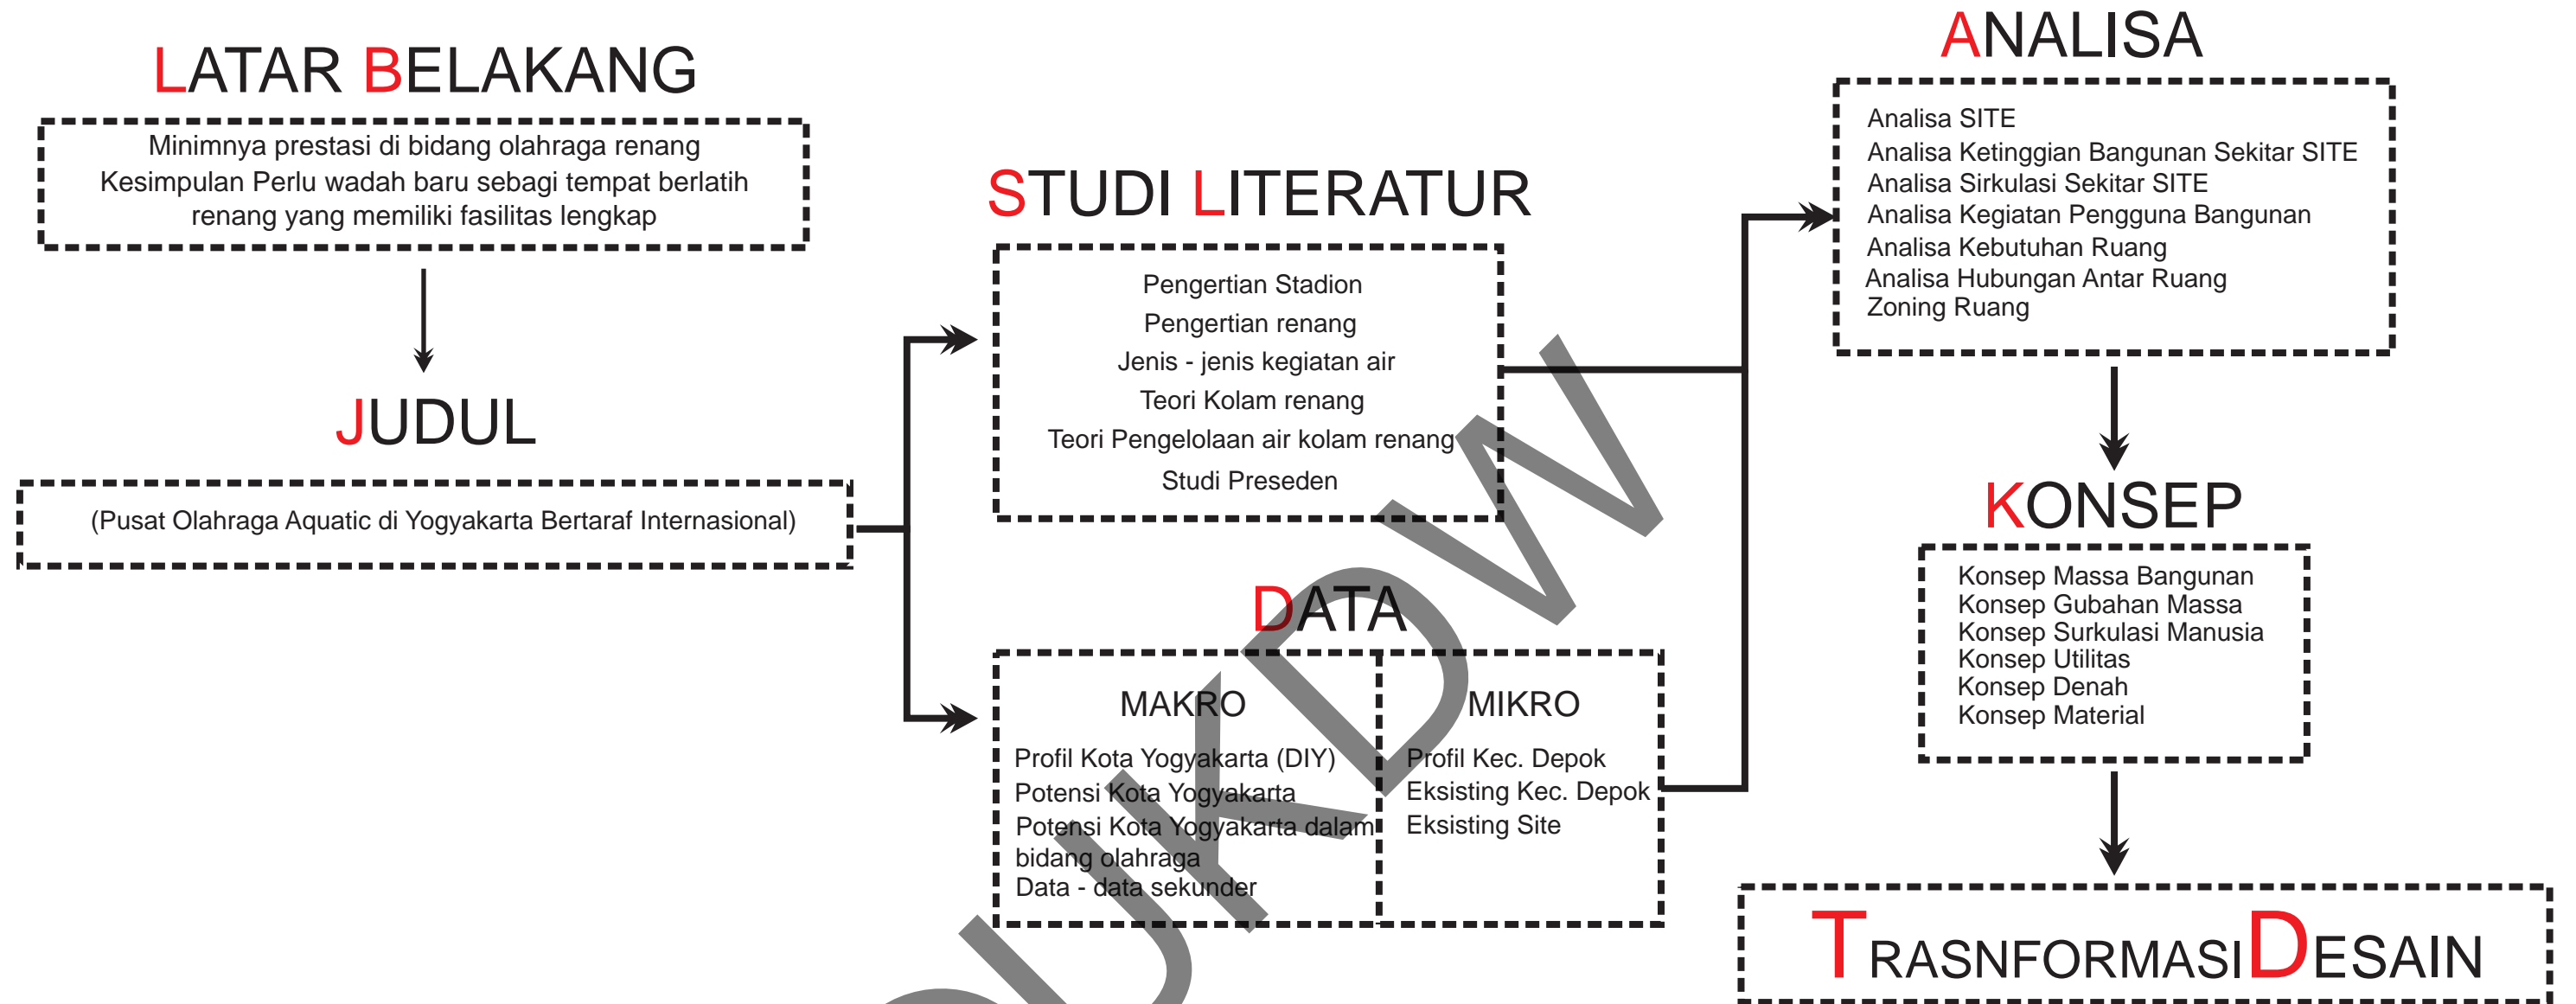 LATAR BELAKANG
Minimnya prestasi di bidang olahraga renang
Kesimpulan Perlu wadah baru sebagi tempat berlatih
renang yang memiliki fasilitas lengkap
JUDUL
(Pusat Olahraga Aquatic di Yogyakarta Bertaraf Internasional)
STUDI LITERATUR
Pengertian Stadion
Pengertian renang
Jenis - jenis kegiatan air
Teori Kolam renang
Teori Pengelolaan air kolam renang
Studi Preseden
DATA
MAKRO
Profil Kota Yogyakarta (DIY)
Potensi Kota Yogyakarta
Potensi Kota Yogyakarta dalam
bidang olahraga
Data - data sekunder
MIKRO
Profil Kec. Depok
Eksisting Kec. Depok
Eksisting Site
ANALISA
Analisa SITE
Analisa Ketinggian Bangunan Sekitar SITE
Analisa Sirkulasi Sekitar SITE
Analisa Kegiatan Pengguna Bangunan
Analisa Kebutuhan Ruang
Analisa Hubungan Antar Ruang
Zoning Ruang
KONSEP
Konsep Massa Bangunan
Konsep Gubahan Massa
Konsep Surkulasi Manusia
Konsep Utilitas
Konsep Denah
Konsep Material
TRASNFORMASI DESAIN
UKDW